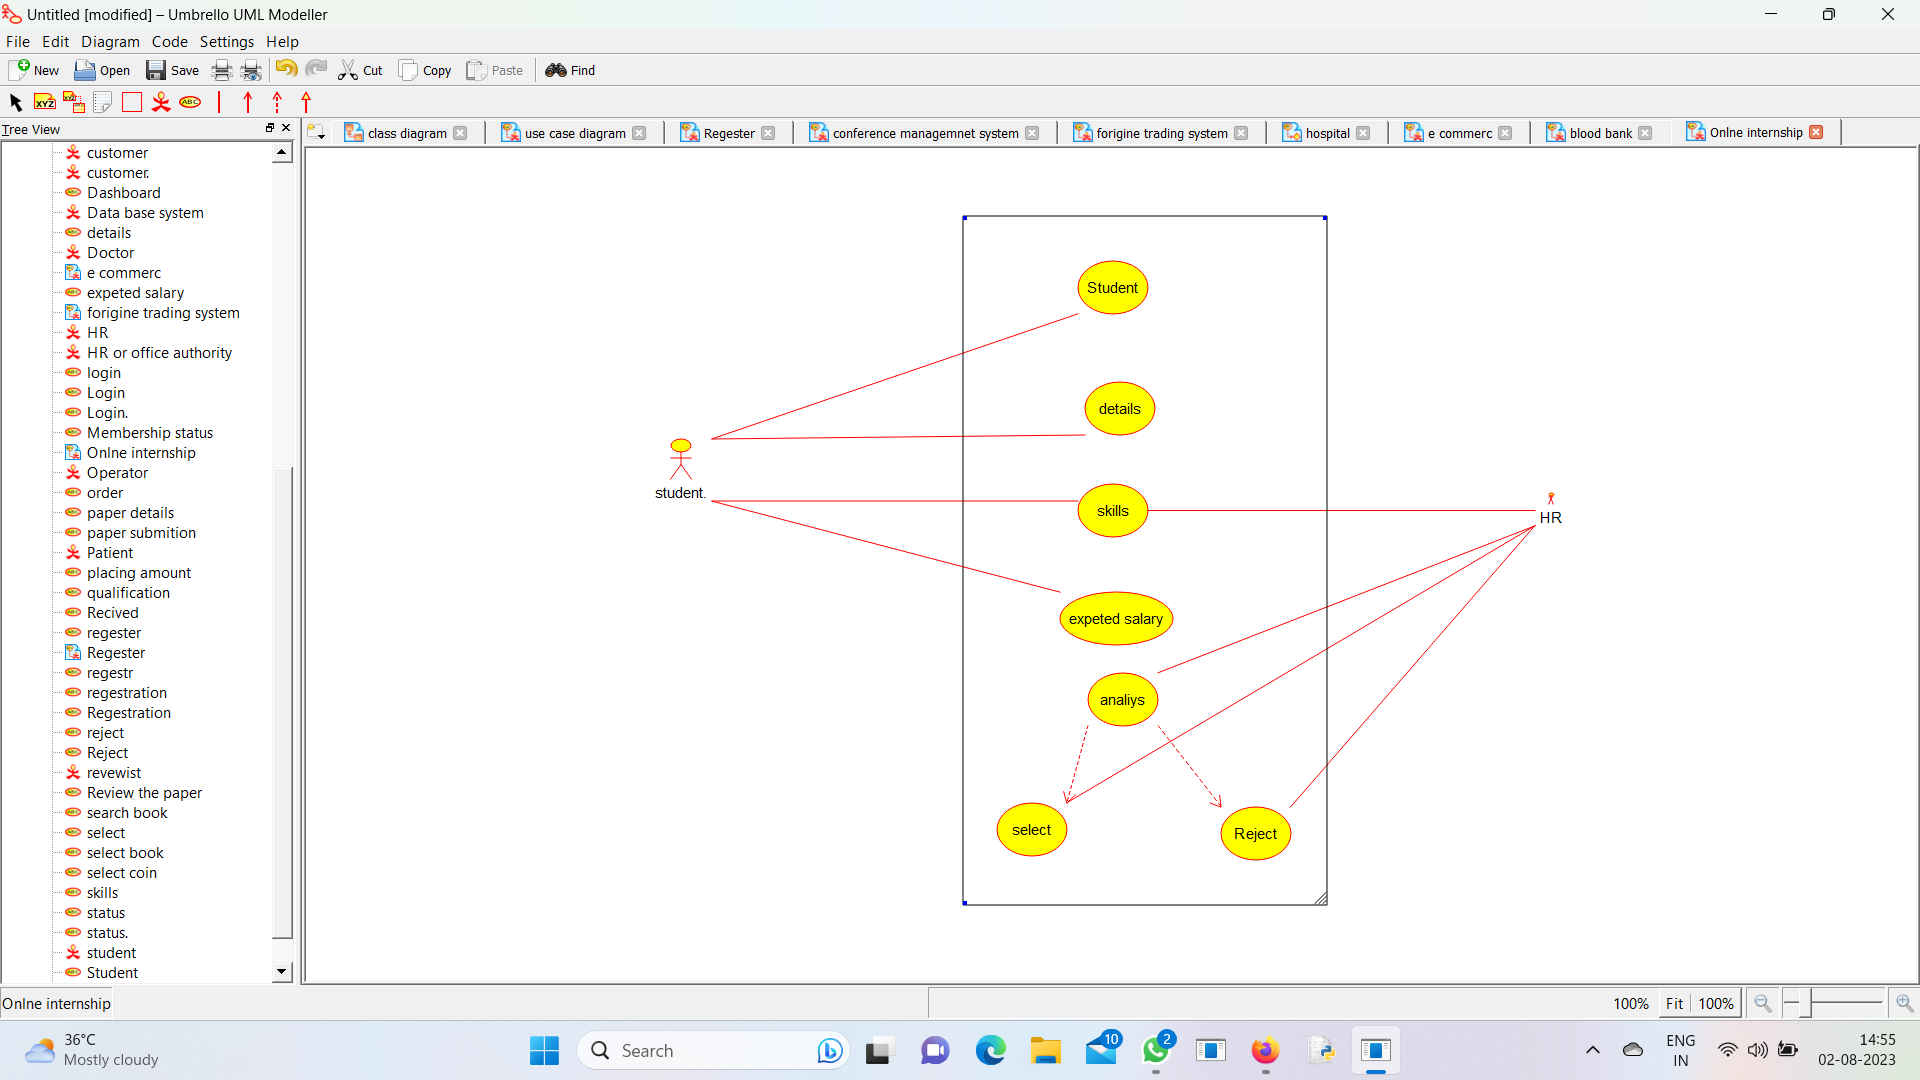 Untitled [modified] – Umbrello UML Modeller
File Edit Diagram Code Settings Help
New Open Save Cut Copy Paste Find
XYZ XYZ ABC
Tree View
class diagram use case diagram Regester conference managemnet system forigine trading system hospital e commerc blood bank Onlne internship
customer
customer.
Dashboard
Data base system
details
Doctor
e commerc
expeted salary
forigine trading system
HR
HR or office authority
login
Login
Login.
Membership status
Onlne internship
Operator
order
paper details
paper submition
Patient
placing amount
qualification
Recived
regester
Regester
regestr
regestration
Regestration
reject
Reject
revewist
Review the paper
search book
select
select book
select coin
skills
status
status.
student
Student
Student
details
student.
skills
HR
expeted salary
analiys
select
Reject
Onlne internship
100% Fit 100%
36°C
Mostly cloudy
Search
10
2
ENG
IN
14:55
02-08-2023